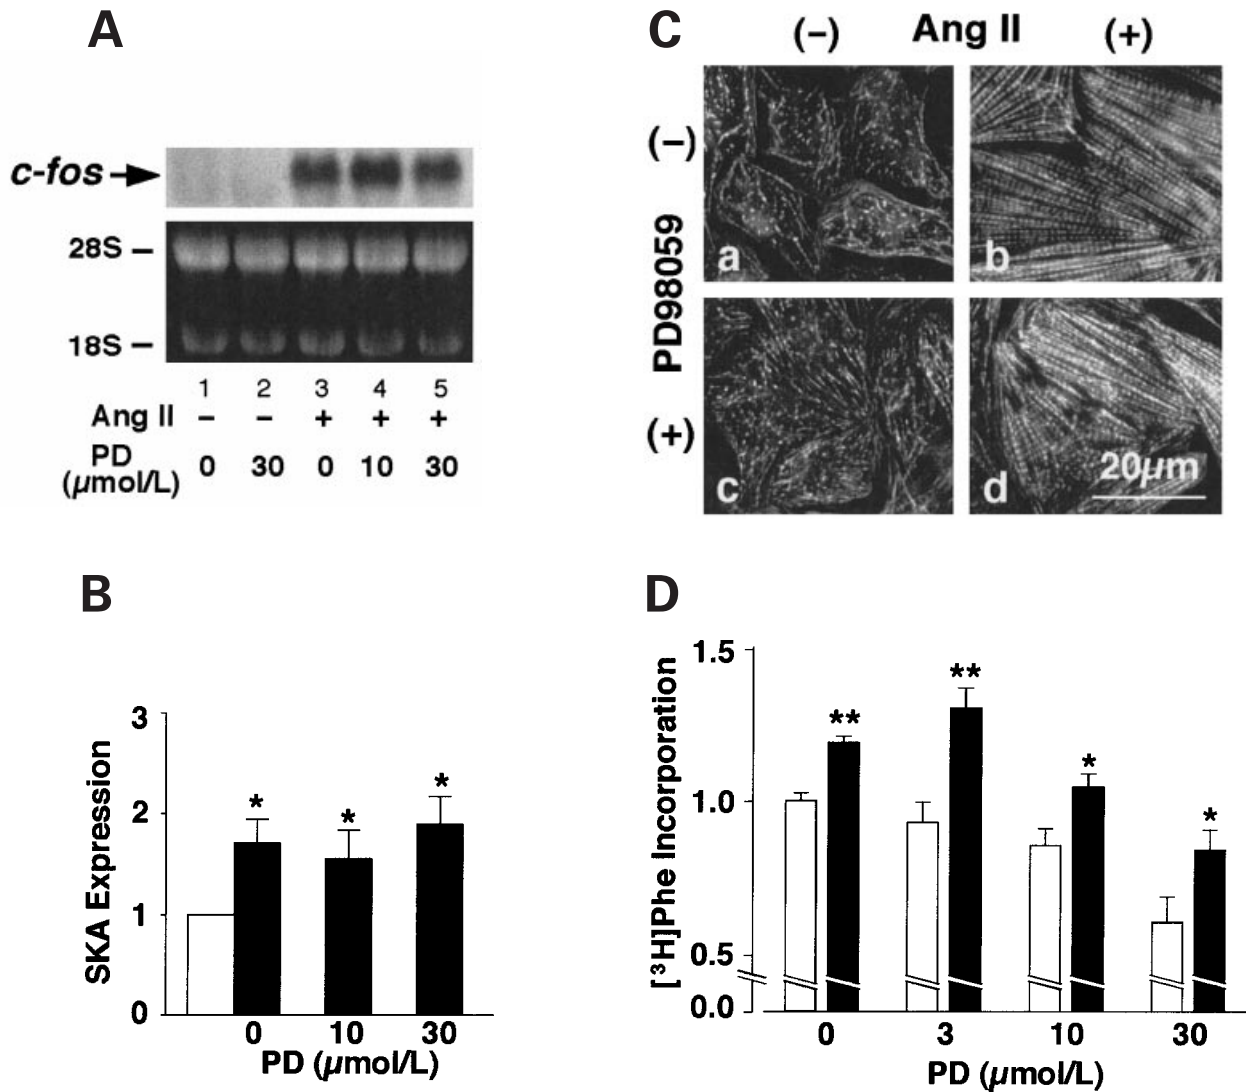 A
c-fos
28S
18S
1 2 3 4 5
Ang II − − + + +
PD
(µmol/L) 0 30 0 10 30
C
(−) Ang II (+)
(−)
PD98059
(+)
a
b
c
d
20µm
B
3
2
1
0
SKA Expression
* * *
0 10 30
PD (µmol/L)
D
1.5
1.0
0.5
0.0
[³H]Phe Incorporation
** ** * *
0 3 10 30
PD (µmol/L)